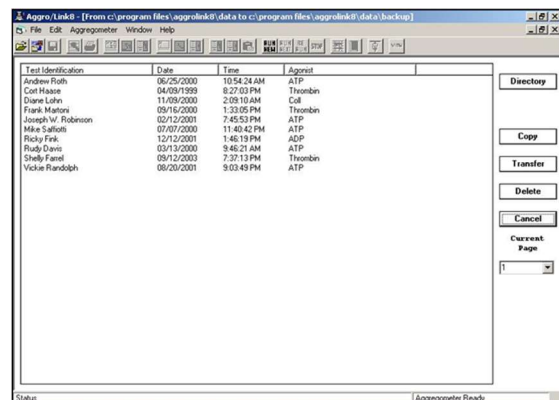 Aggro/Link8 - [From c:\program files\aggrolink8\data to c:\program files\aggrolink8\data\backup]
File Edit Aggregometer Window Help
STOP
Test Identification Date Time Agonist
Andrew Roth 06/25/2000 10:54:24 AM ATP
Cort Haase 04/09/1999 8:27:03 PM Thrombin
Diane Lohn 11/09/2000 2:09:10 AM Coll
Frank Martoni 09/16/2000 1:33:05 PM Thrombin
Joseph W. Robinson 02/12/2001 7:45:53 PM ATP
Mike Saffiotti 07/07/2000 11:40:42 PM ATP
Ricky Fink 12/12/2001 1:46:19 PM ADP
Rudy Davis 03/13/2000 9:46:21 AM ATP
Shelly Farrel 09/12/2003 7:37:13 PM Thrombin
Vickie Randolph 08/20/2001 9:03:49 PM ATP
Directory
Copy
Transfer
Delete
Cancel
Current
Page
1
Status Aggregometer Ready